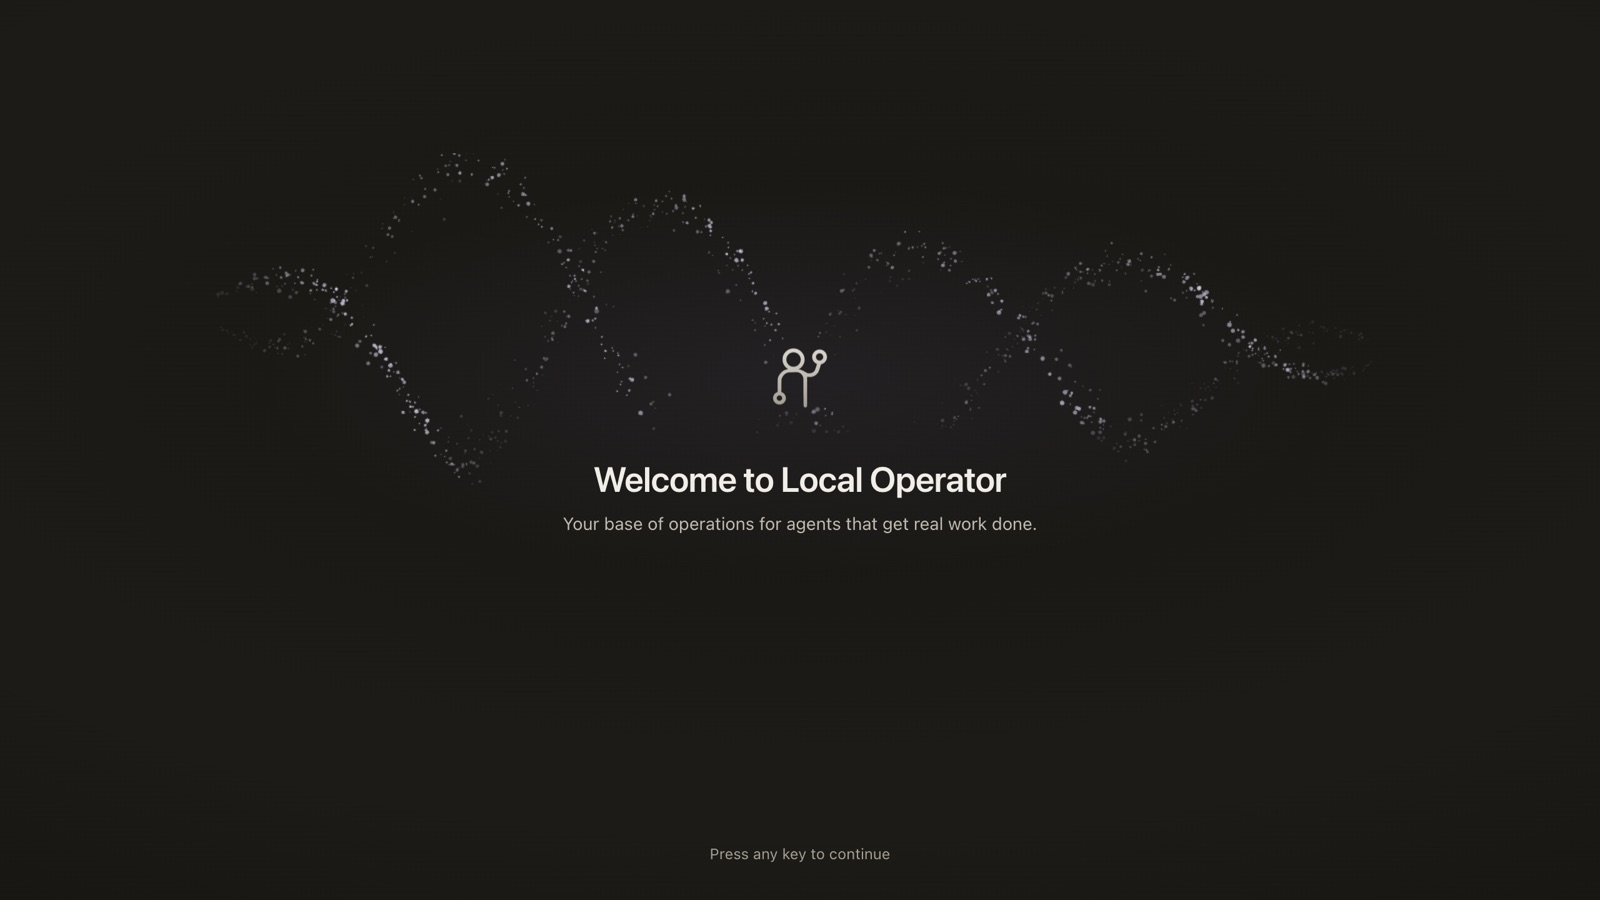 Welcome to Local Operator
Your base of operations for agents that get real work done.
Press any key to continue